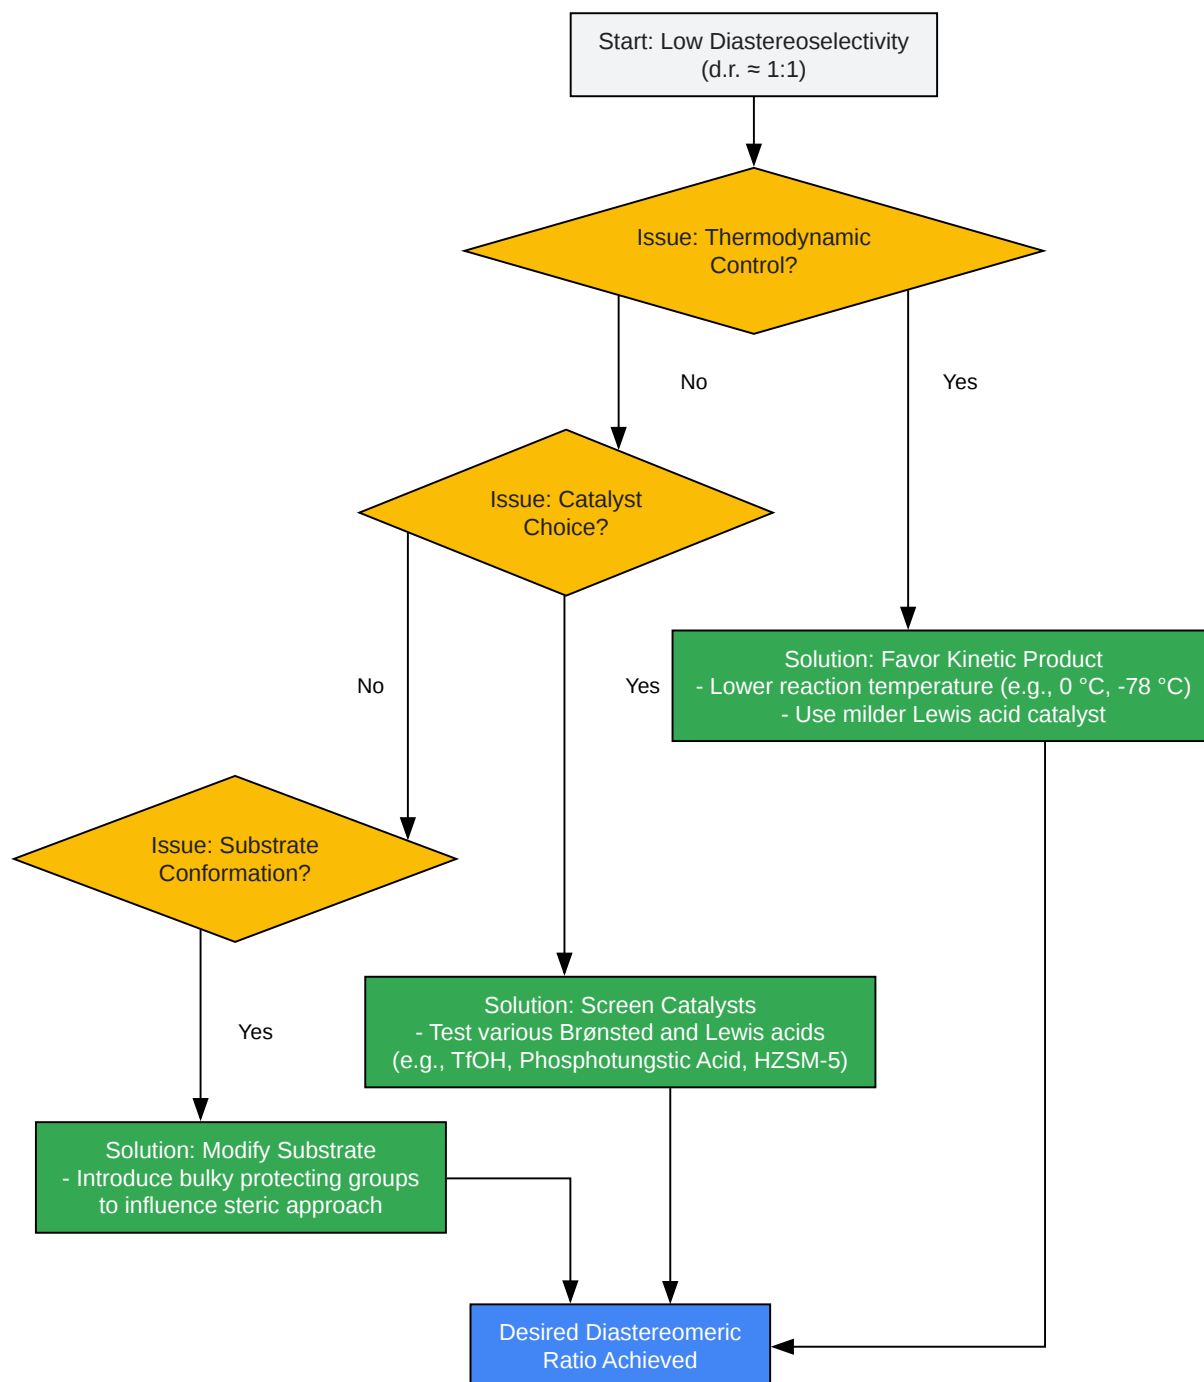 Start: Low Diastereoselectivity
(d.r. ≈ 1:1)
Issue: Thermodynamic
Control?
No
Yes
Issue: Catalyst
Choice?
No
Yes
Solution: Favor Kinetic Product
- Lower reaction temperature (e.g., 0 °C, -78 °C)
- Use milder Lewis acid catalyst
Issue: Substrate
Conformation?
Yes
Solution: Screen Catalysts
- Test various Brønsted and Lewis acids
(e.g., TfOH, Phosphotungstic Acid, HZSM-5)
Solution: Modify Substrate
- Introduce bulky protecting groups
to influence steric approach
Desired Diastereomeric
Ratio Achieved